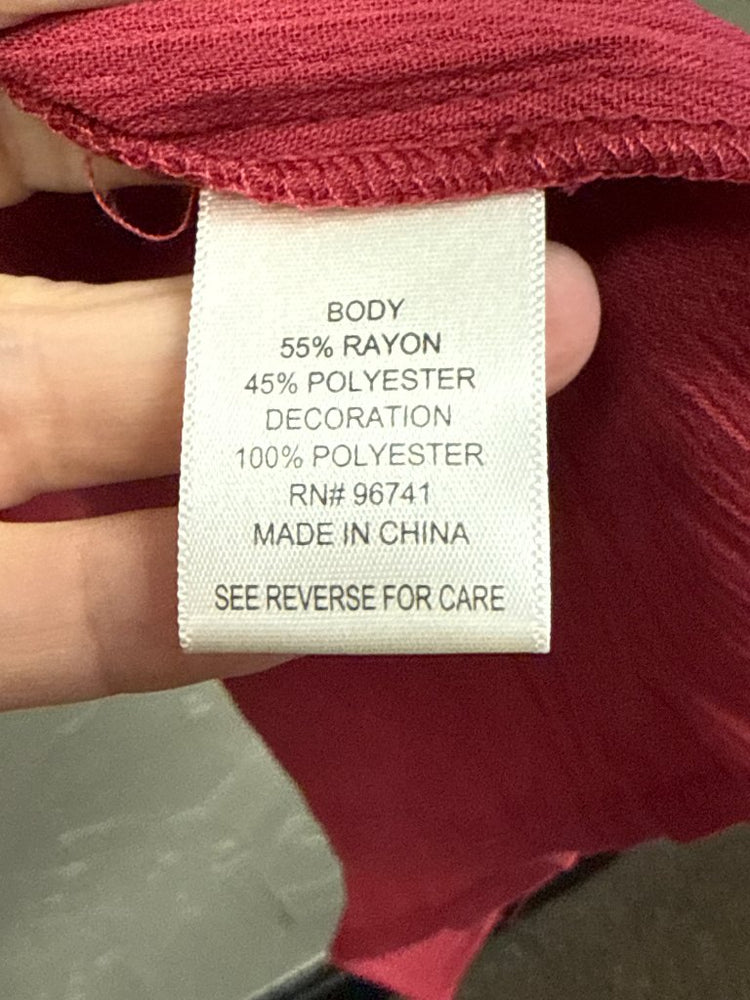 BODY
55% RAYON
45% POLYESTER
DECORATION
100% POLYESTER
RN# 96741
MADE IN CHINA
SEE REVERSE FOR CARE